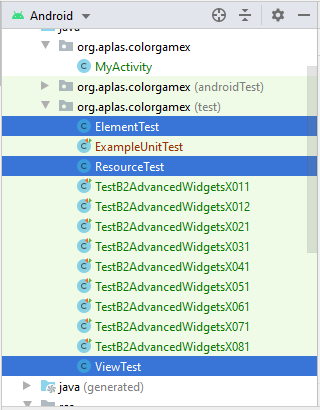 Android
java
org.aplas.colorgamex
MyActivity
org.aplas.colorgamex (androidTest)
org.aplas.colorgamex (test)
ElementTest
ExampleUnitTest
ResourceTest
TestB2AdvancedWidgetsX011
TestB2AdvancedWidgetsX012
TestB2AdvancedWidgetsX021
TestB2AdvancedWidgetsX031
TestB2AdvancedWidgetsX041
TestB2AdvancedWidgetsX051
TestB2AdvancedWidgetsX061
TestB2AdvancedWidgetsX071
TestB2AdvancedWidgetsX081
ViewTest
java (generated)